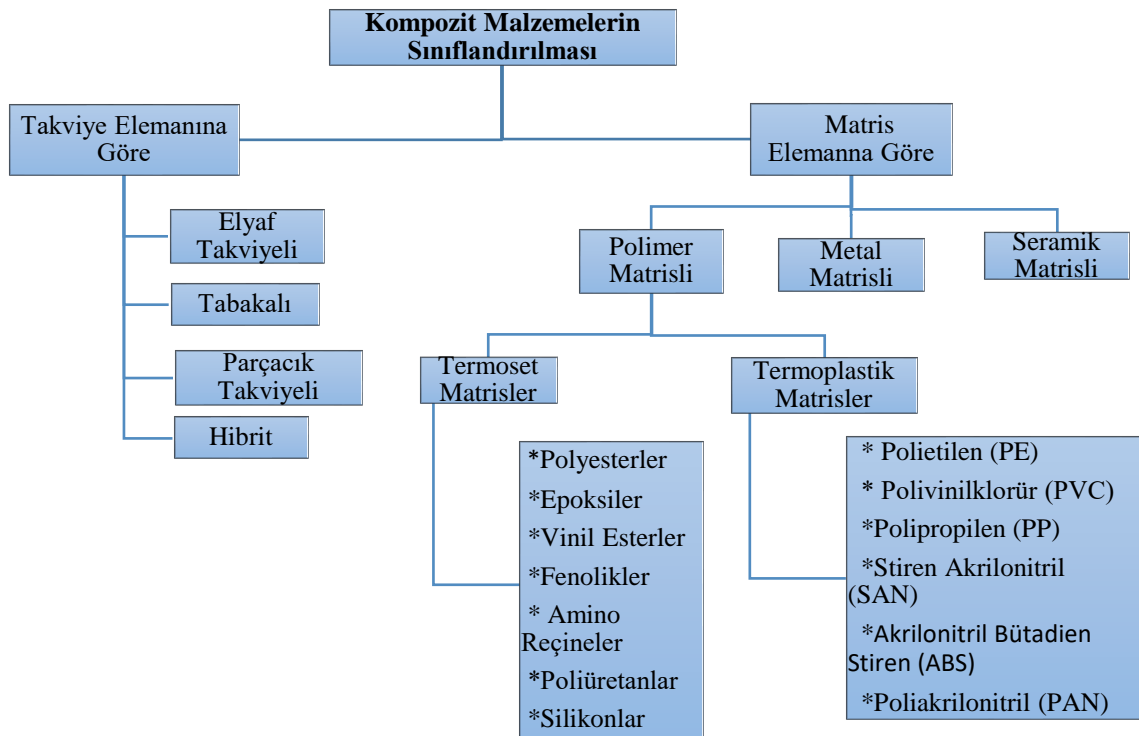 Kompozit Malzemelerin
Sınıflandırılması
Takviye Elemanına
Göre
Matris
Elemanna Göre
Elyaf
Takviyeli
Tabakalı
Parçacık
Takviyeli
Hibrit
Polimer
Matrisli
Metal
Matrisli
Seramik
Matrisli
Termoset
Matrisler
Termoplastik
Matrisler
*Polyesterler
*Epoksiler
*Vinil Esterler
*Fenolikler
* Amino
Reçineler
*Poliüretanlar
*Silikonlar
* Polietilen (PE)
* Polivinilklorür (PVC)
*Polipropilen (PP)
*Stiren Akrilonitril
(SAN)
*Akrilonitril Bütadien
Stiren (ABS)
*Poliakrilonitril (PAN)